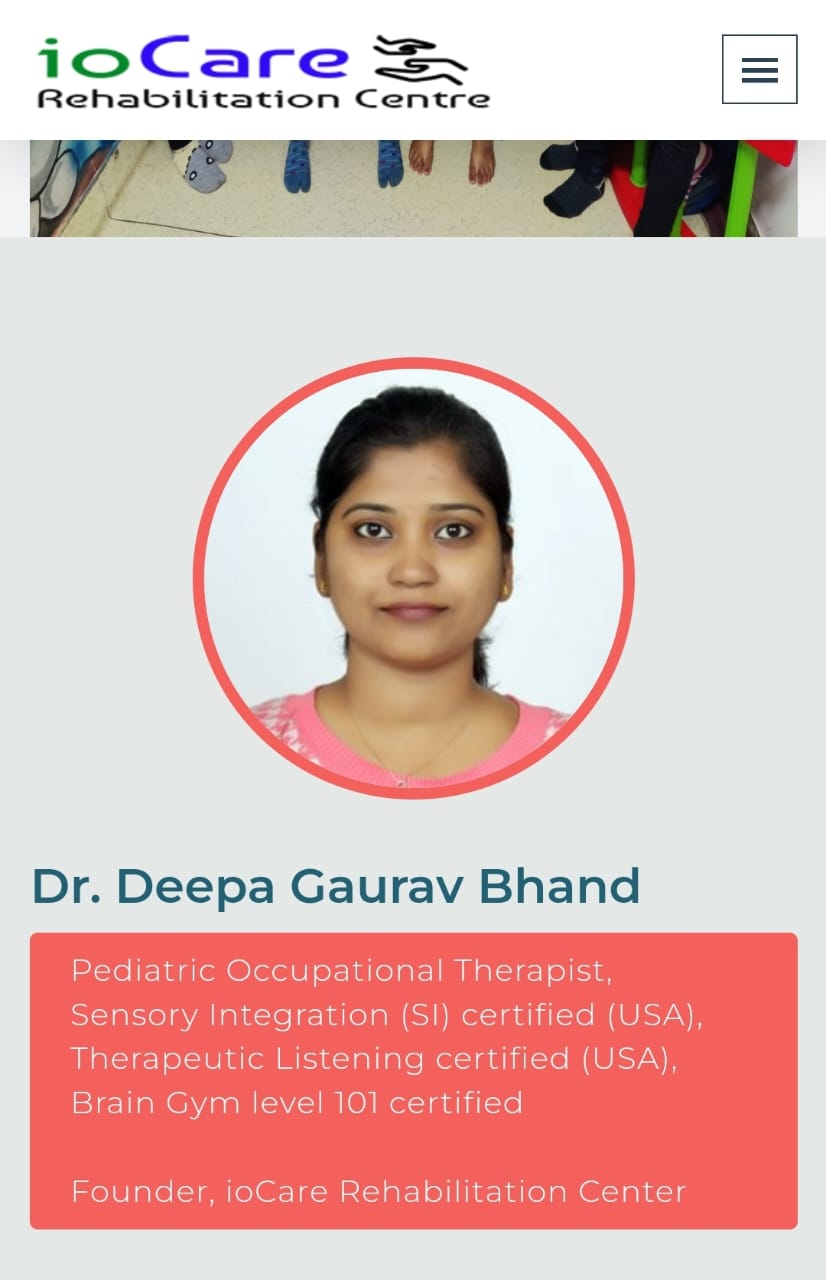 ioCare
Rehabilitation Centre
Dr. Deepa Gaurav Bhand
Pediatric Occupational Therapist,
Sensory Integration (SI) certified (USA),
Therapeutic Listening certified (USA),
Brain Gym level 101 certified
Founder, ioCare Rehabilitation Center